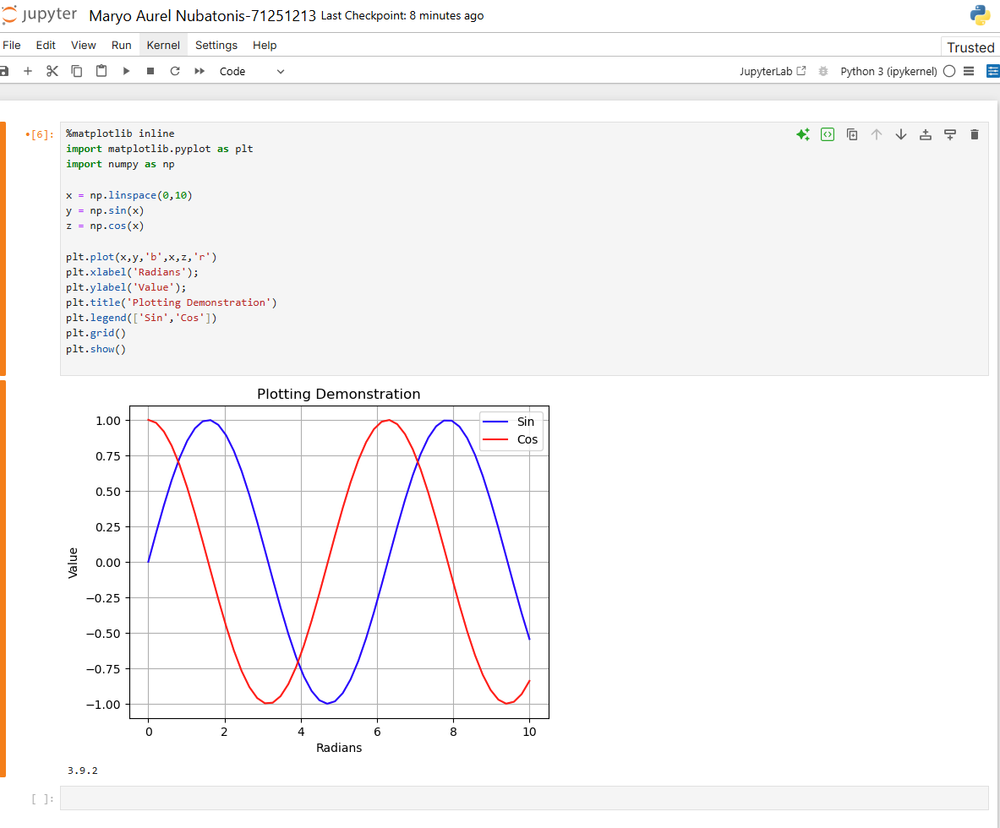 jupyter Maryo Aurel Nubatonis-71251213 Last Checkpoint: 8 minutes ago
File Edit View Run Kernel Settings Help Trusted
Code JupyterLab Python 3 (ipykernel)
•[6]: %matplotlib inline
import matplotlib.pyplot as plt
import numpy as np
x = np.linspace(0,10)
y = np.sin(x)
z = np.cos(x)
plt.plot(x,y,'b',x,z,'r')
plt.xlabel('Radians');
plt.ylabel('Value');
plt.title('Plotting Demonstration')
plt.legend(['Sin','Cos'])
plt.grid()
plt.show()
Plotting Demonstration
Sin
Cos
1.00
0.75
0.50
0.25
0.00
−0.25
−0.50
−0.75
−1.00
Value
0 2 4 6 8 10
Radians
3.9.2
[ ]: